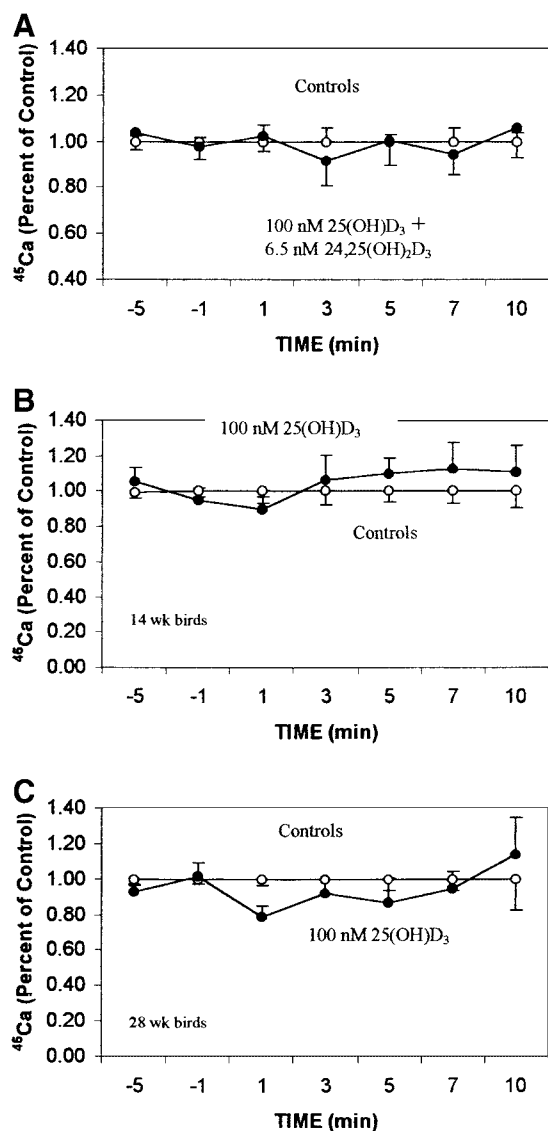 A
⁴⁵Ca (Percent of Control)
1.40
1.20
1.00
0.80
0.60
0.40
Controls
100 nM 25(OH)D₃ +
6.5 nM 24,25(OH)₂D₃
-5 -1 1 3 5 7 10
TIME (min)
B
⁴⁵Ca (Percent of Control)
1.40
1.20
1.00
0.80
0.60
0.40
0.20
0.00
100 nM 25(OH)D₃
Controls
14 wk birds
-5 -1 1 3 5 7 10
TIME (min)
C
⁴⁵Ca (Percent of Control)
1.40
1.20
1.00
0.80
0.60
0.40
0.20
0.00
Controls
100 nM 25(OH)D₃
28 wk birds
-5 -1 1 3 5 7 10
TIME (min)